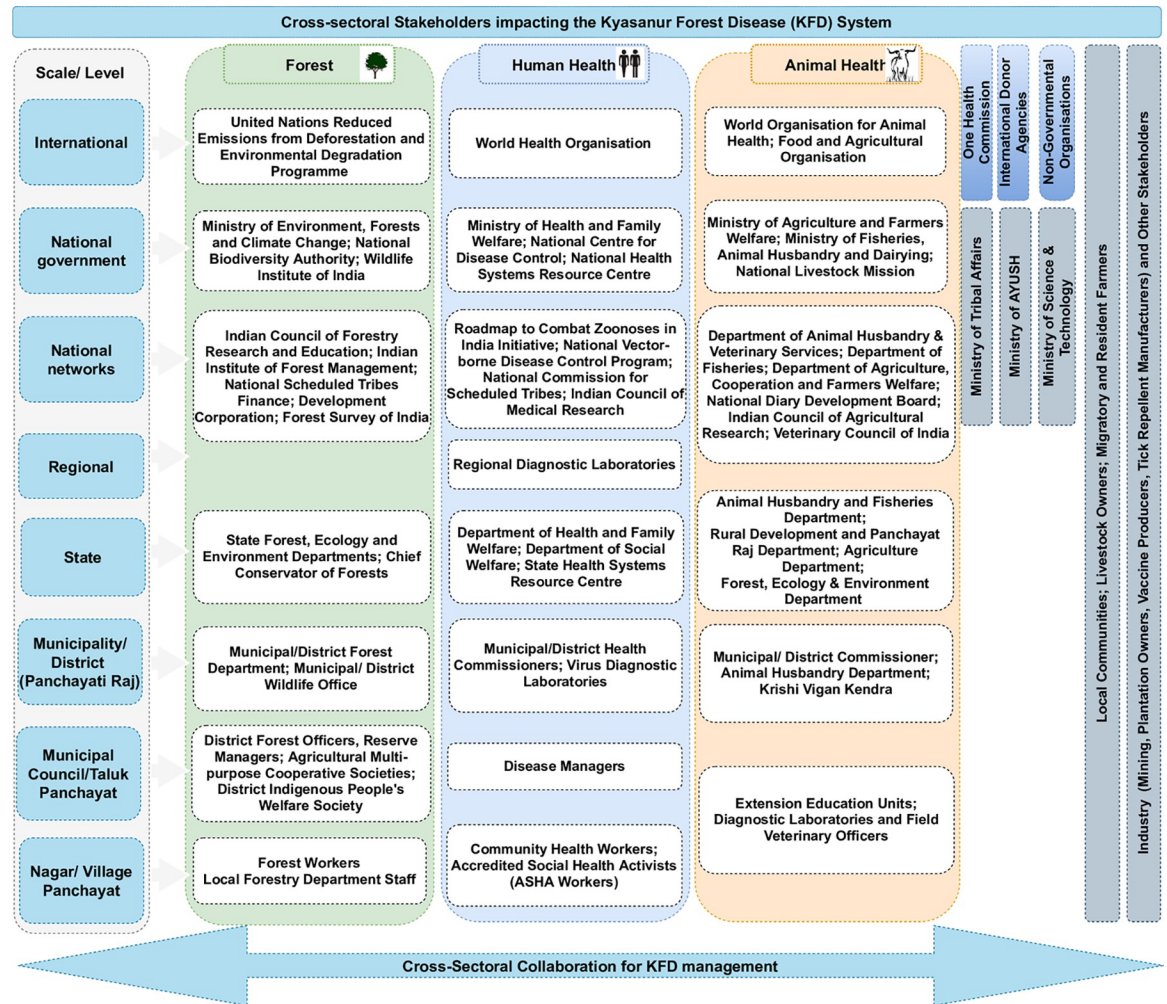 Cross-sectoral Stakeholders impacting the Kyasanur Forest Disease (KFD) System
Scale/ Level
Forest
Human Health
Animal Health
International
United Nations Reduced
Emissions from Deforestation and
Environmental Degradation
Programme
World Health Organisation
World Organisation for Animal
Health; Food and Agricultural
Organisation
One Health
Commission
International Donor
Agencies
Non-Governmental
Organisations
National
government
Ministry of Environment, Forests
and Climate Change; National
Biodiversity Authority; Wildlife
Institute of India
Ministry of Health and Family
Welfare; National Centre for
Disease Control; National Health
Systems Resource Centre
Ministry of Agriculture and Farmers
Welfare; Ministry of Fisheries,
Animal Husbandry and Dairying;
National Livestock Mission
Ministry of Tribal Affairs
Ministry of AYUSH
Ministry of Science &
Technology
National
networks
Indian Council of Forestry
Research and Education; Indian
Institute of Forest Management;
National Scheduled Tribes
Finance; Development
Corporation; Forest Survey of India
Roadmap to Combat Zoonoses in
India Initiative; National Vector-
borne Disease Control Program;
National Commission for
Scheduled Tribes; Indian Council of
Medical Research
Department of Animal Husbandry &
Veterinary Services; Department of
Fisheries; Department of Agriculture,
Cooperation and Farmers Welfare;
National Diary Development Board;
Indian Council of Agricultural
Research; Veterinary Council of India
Regional
Regional Diagnostic Laboratories
State
State Forest, Ecology and
Environment Departments; Chief
Conservator of Forests
Department of Health and Family
Welfare; Department of Social
Welfare; State Health Systems
Resource Centre
Animal Husbandry and Fisheries
Department;
Rural Development and Panchayat
Raj Department; Agriculture
Department;
Forest, Ecology & Environment
Department
Municipality/
District
(Panchayati Raj)
Municipal/District Forest
Department; Municipal/ District
Wildlife Office
Municipal/District Health
Commissioners; Virus Diagnostic
Laboratories
Municipal/ District Commissioner;
Animal Husbandry Department;
Krishi Vigan Kendra
Municipal
Council/Taluk
Panchayat
District Forest Officers, Reserve
Managers; Agricultural Multi-
purpose Cooperative Societies;
District Indigenous People's
Welfare Society
Disease Managers
Extension Education Units;
Diagnostic Laboratories and Field
Veterinary Officers
Nagar/ Village
Panchayat
Forest Workers
Local Forestry Department Staff
Community Health Workers;
Accredited Social Health Activists
(ASHA Workers)
Local Communities; Livestock Owners; Migratory and Resident Farmers
Industry (Mining, Plantation Owners, Vaccine Producers, Tick Repellent Manufacturers) and Other Stakeholders
Cross-Sectoral Collaboration for KFD management